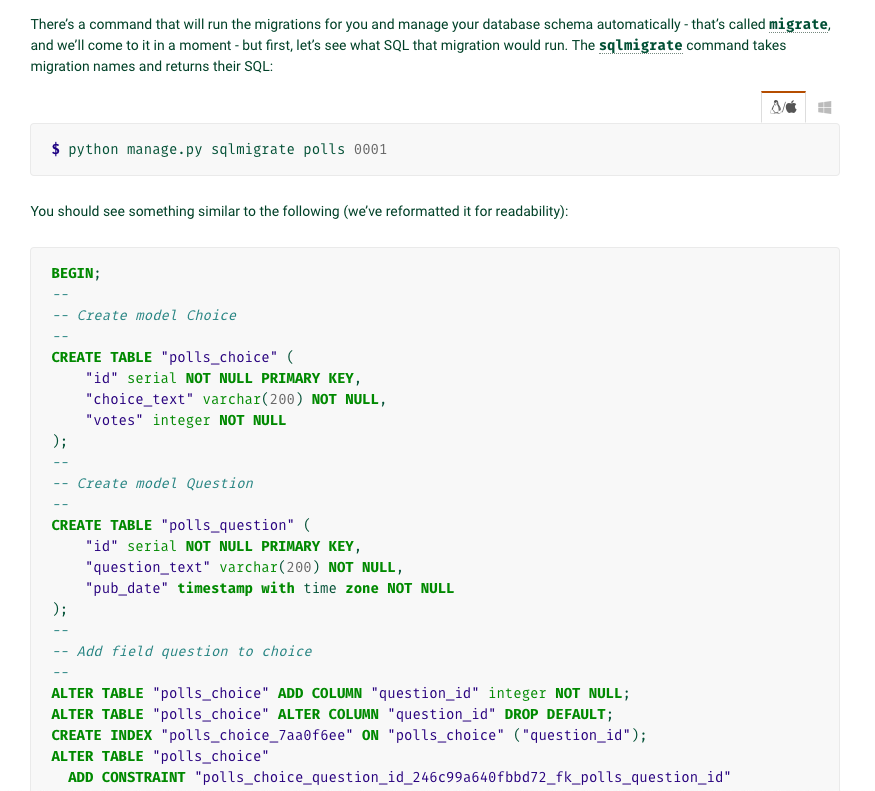 There’s a command that will run the migrations for you and manage your database schema automatically - that’s called migrate,
and we’ll come to it in a moment - but first, let’s see what SQL that migration would run. The sqlmigrate command takes
migration names and returns their SQL:
/
$ python manage.py sqlmigrate polls 0001
You should see something similar to the following (we’ve reformatted it for readability):
BEGIN;
--
-- Create model Choice
--
CREATE TABLE "polls_choice" (
    "id" serial NOT NULL PRIMARY KEY,
    "choice_text" varchar(200) NOT NULL,
    "votes" integer NOT NULL
);
--
-- Create model Question
--
CREATE TABLE "polls_question" (
    "id" serial NOT NULL PRIMARY KEY,
    "question_text" varchar(200) NOT NULL,
    "pub_date" timestamp with time zone NOT NULL
);
--
-- Add field question to choice
--
ALTER TABLE "polls_choice" ADD COLUMN "question_id" integer NOT NULL;
ALTER TABLE "polls_choice" ALTER COLUMN "question_id" DROP DEFAULT;
CREATE INDEX "polls_choice_7aa0f6ee" ON "polls_choice" ("question_id");
ALTER TABLE "polls_choice"
  ADD CONSTRAINT "polls_choice_question_id_246c99a640fbbd72_fk_polls_question_id"